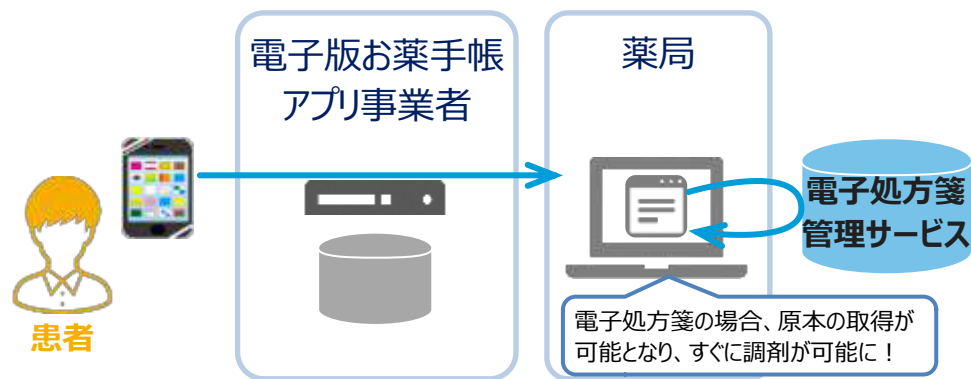 電子版お薬手帳
アプリ事業者
薬局
電子処方箋
管理サービス
患者
電子処方箋の場合、原本の取得が
可能となり、すぐに調剤が可能に！